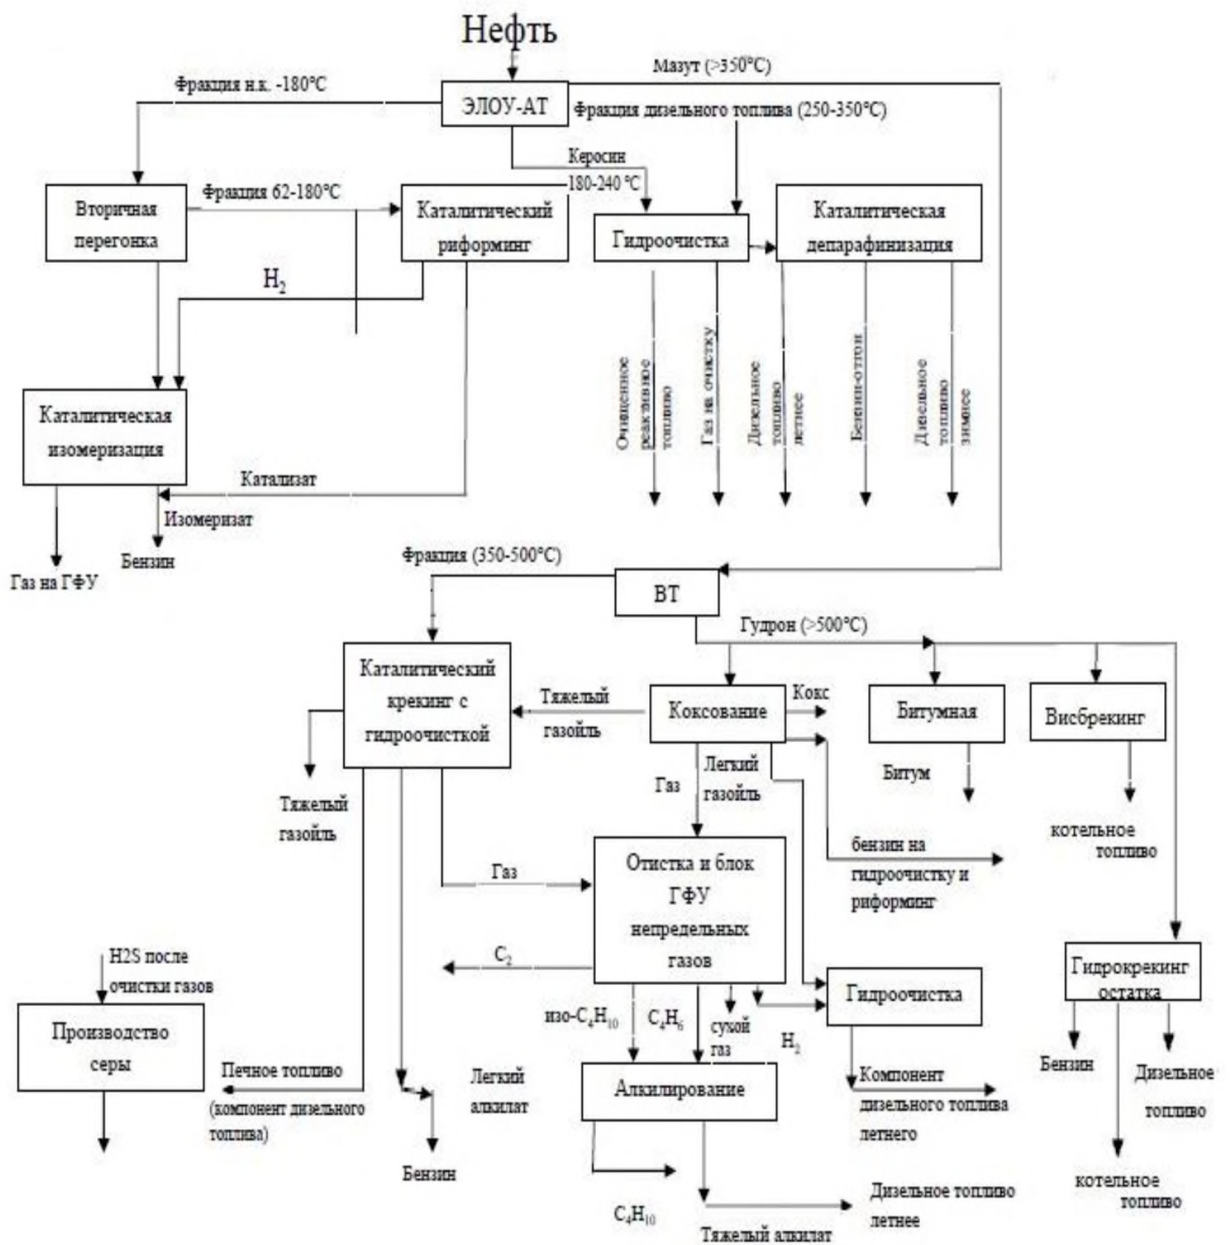 Нефть
Мазут (>350°С)
Фракция н.к. -180°С
ЭЛОУ-АТ
Фракция дизельного топлива (250-350°С)
Керосин
180-240 °С
Фракция 62-180°С
Вторичная
перегонка
Каталитический
риформинг
Гидроочистка
Каталитическая
депарафинизация
H₂
Очищенное
реактивное
топливо
Газ на очистку
Дизельное
топливо
летнее
Бензин-отгон
Дизельное
топливо
зимнее
Каталитическая
изомеризация
Катализат
Изомеризат
Бензин
Газ на ГФУ
Фракция (350-500°С)
ВТ
Гудрон (>500°С)
Каталитический
крекинг с
гидроочисткой
Тяжелый
газойль
Коксование
Кокс
Битумная
Висбрекинг
Битум
Газ
Легкий
газойль
Тяжелый
газойль
котельное
топливо
бензин на
гидроочистку и
риформинг
Газ
Отистка и блок
ГФУ
непредельных
газов
C₂
H2S после
очистки газов
Гидрокрекинг
остатка
Гидроочистка
Производство
серы
изо-C₄H₁₀
C₄H₆
сухой
газ
H₂
Бензин
Дизельное
топливо
Печное топливо
(компонент дизельного
топлива)
Легкий
алкилат
Алкилирование
Компонент
дизельного топлива
летнего
Бензин
котельное
топливо
C₄H₁₀
Тяжелый алкилат
Дизельное топливо
летнее